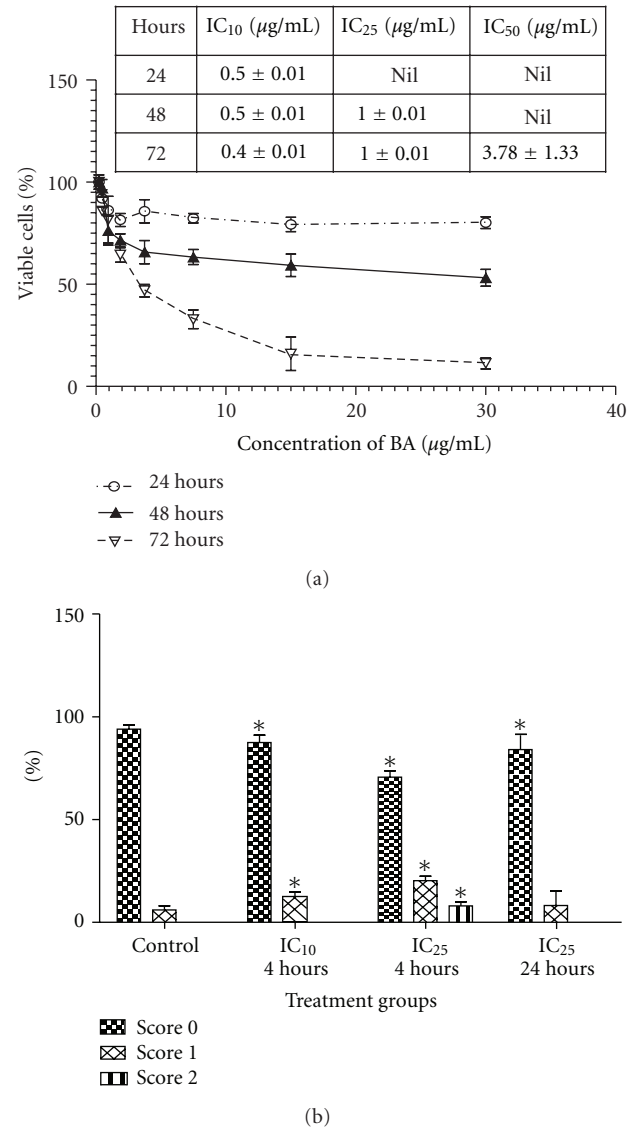 Hours IC₁₀ (μg/mL) IC₂₅ (μg/mL) IC₅₀ (μg/mL)
24 0.5 ± 0.01 Nil Nil
48 0.5 ± 0.01 1 ± 0.01 Nil
72 0.4 ± 0.01 1 ± 0.01 3.78 ± 1.33
150
100
50
0
Viable cells (%)
0 10 20 30 40
Concentration of BA (μg/mL)
24 hours
48 hours
72 hours
(a)
150
100
50
0
(%)
* * * * * *
Control IC₁₀ IC₂₅ IC₂₅
4 hours 4 hours 24 hours
Treatment groups
Score 0
Score 1
Score 2
(b)